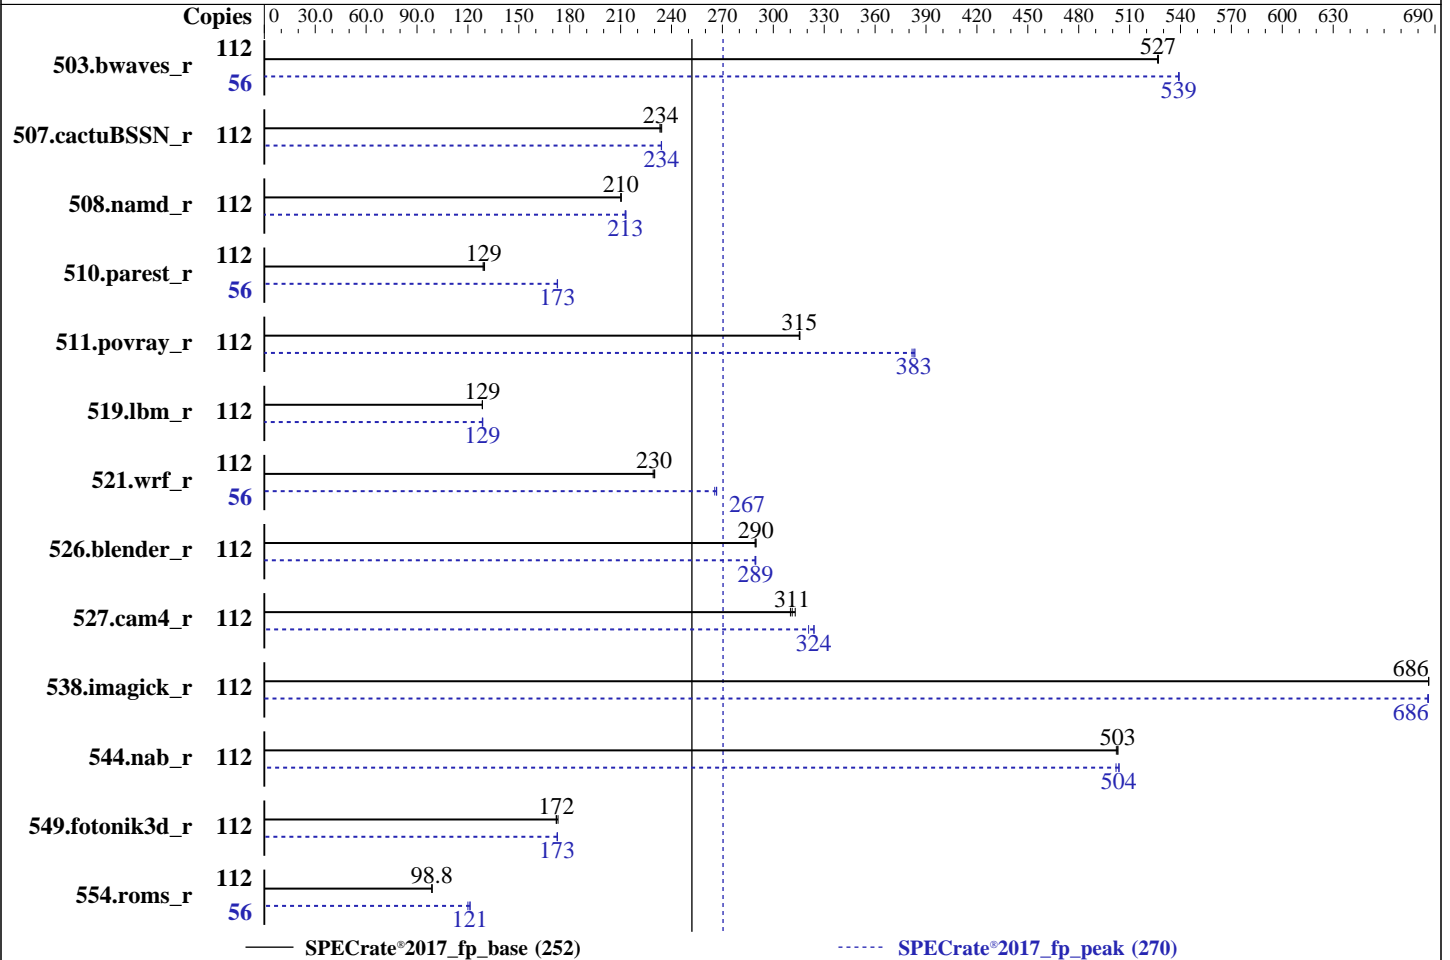 Copies 0 30.0 60.0 90.0 120 150 180 210 240 270 300 330 360 390 420 450 480 510 540 570 600 630 690
503.bwaves_r 112 527
56 539
507.cactuBSSN_r 112 234
234
508.namd_r 112 210
213
510.parest_r 112 129
56 173
511.povray_r 112 315
383
519.lbm_r 112 129
129
521.wrf_r 112 230
56 267
526.blender_r 112 290
289
527.cam4_r 112 311
324
538.imagick_r 112 686
686
544.nab_r 112 503
504
549.fotonik3d_r 112 172
173
554.roms_r 112 98.8
56 121
SPECrate®2017_fp_base (252) SPECrate®2017_fp_peak (270)